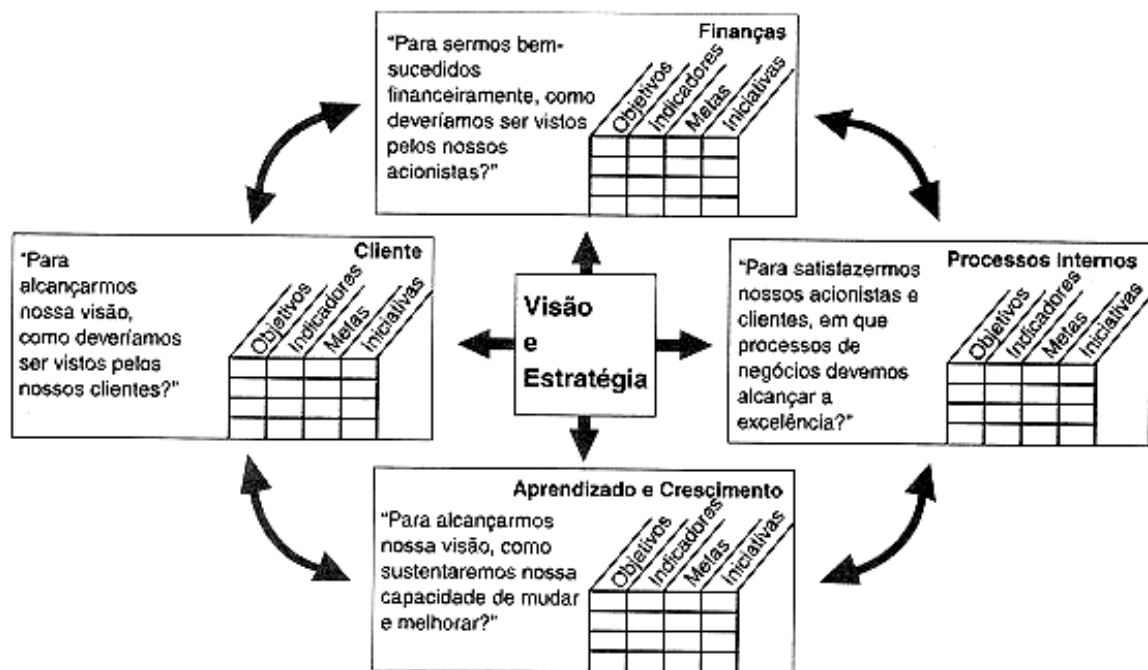 Finanças
"Para sermos bem-
sucedidos
financeiramente, como
deveríamos ser vistos
pelos nossos
acionistas?"
Objetivos
Indicadores
Metas
Iniciativas
Cliente
"Para
alcançarmos
nossa visão,
como deveríamos
ser vistos pelos
nossos clientes?"
Objetivos
Indicadores
Metas
Iniciativas
Visão
e
Estratégia
Processos Internos
"Para satisfazermos
nossos acionistas e
clientes, em que
processos de
negócios devemos
alcançar a
excelência?"
Objetivos
Indicadores
Metas
Iniciativas
Aprendizado e Crescimento
"Para alcançarmos
nossa visão, como
sustentaremos nossa
capacidade de mudar
e melhorar?"
Objetivos
Indicadores
Metas
Iniciativas